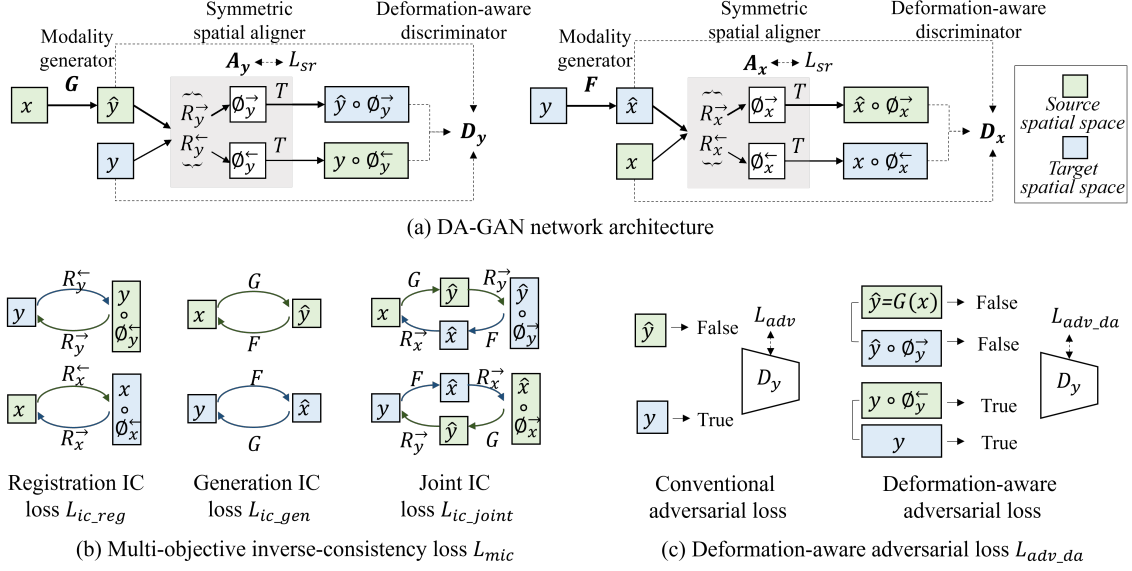 Symmetric
spatial aligner
Deformation-aware
discriminator
Modality
generator
G
A_y
L_sr
x
ŷ
y
R_y^→
R_y^←
∅_y^→
∅_y^←
T
T
ŷ ∘ ∅_y^→
y ∘ ∅_y^←
D_y
Symmetric
spatial aligner
Deformation-aware
discriminator
Modality
generator
F
A_x
L_sr
y
x̂
x
R_x^→
R_x^←
∅_x^→
∅_x^←
T
T
x̂ ∘ ∅_x^→
x ∘ ∅_x^←
D_x
Source
spatial space
Target
spatial space
(a) DA-GAN network architecture
R_y^←
y
y ∘ ∅_y^←
R_y^→
R_x^←
x
x ∘ ∅_x^←
R_x^→
Registration IC
loss L_ic_reg
G
x
ŷ
F
F
y
x̂
G
Generation IC
loss L_ic_gen
G
ŷ
R_y^→
x
ŷ ∘ ∅_y^→
R_x^→
x̂
F
F
x̂
R_x^→
y
x̂ ∘ ∅_x^→
R_y^→
ŷ
G
Joint IC
loss L_ic_joint
(b) Multi-objective inverse-consistency loss L_mic
ŷ
False
L_adv
D_y
y
True
Conventional
adversarial loss
ŷ=G(x)
False
ŷ ∘ ∅_y^→
False
y ∘ ∅_y^←
True
y
True
L_adv_da
D_y
Deformation-aware
adversarial loss
(c) Deformation-aware adversarial loss L_adv_da